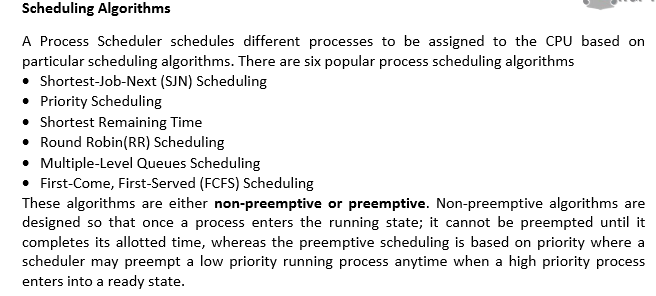 Scheduling Algorithms
A Process Scheduler schedules different processes to be assigned to the CPU based on
particular scheduling algorithms. There are six popular process scheduling algorithms
• Shortest-Job-Next (SJN) Scheduling
• Priority Scheduling
• Shortest Remaining Time
• Round Robin(RR) Scheduling
• Multiple-Level Queues Scheduling
• First-Come, First-Served (FCFS) Scheduling
These algorithms are either non-preemptive or preemptive. Non-preemptive algorithms are
designed so that once a process enters the running state; it cannot be preempted until it
completes its allotted time, whereas the preemptive scheduling is based on priority where a
scheduler may preempt a low priority running process anytime when a high priority process
enters into a ready state.